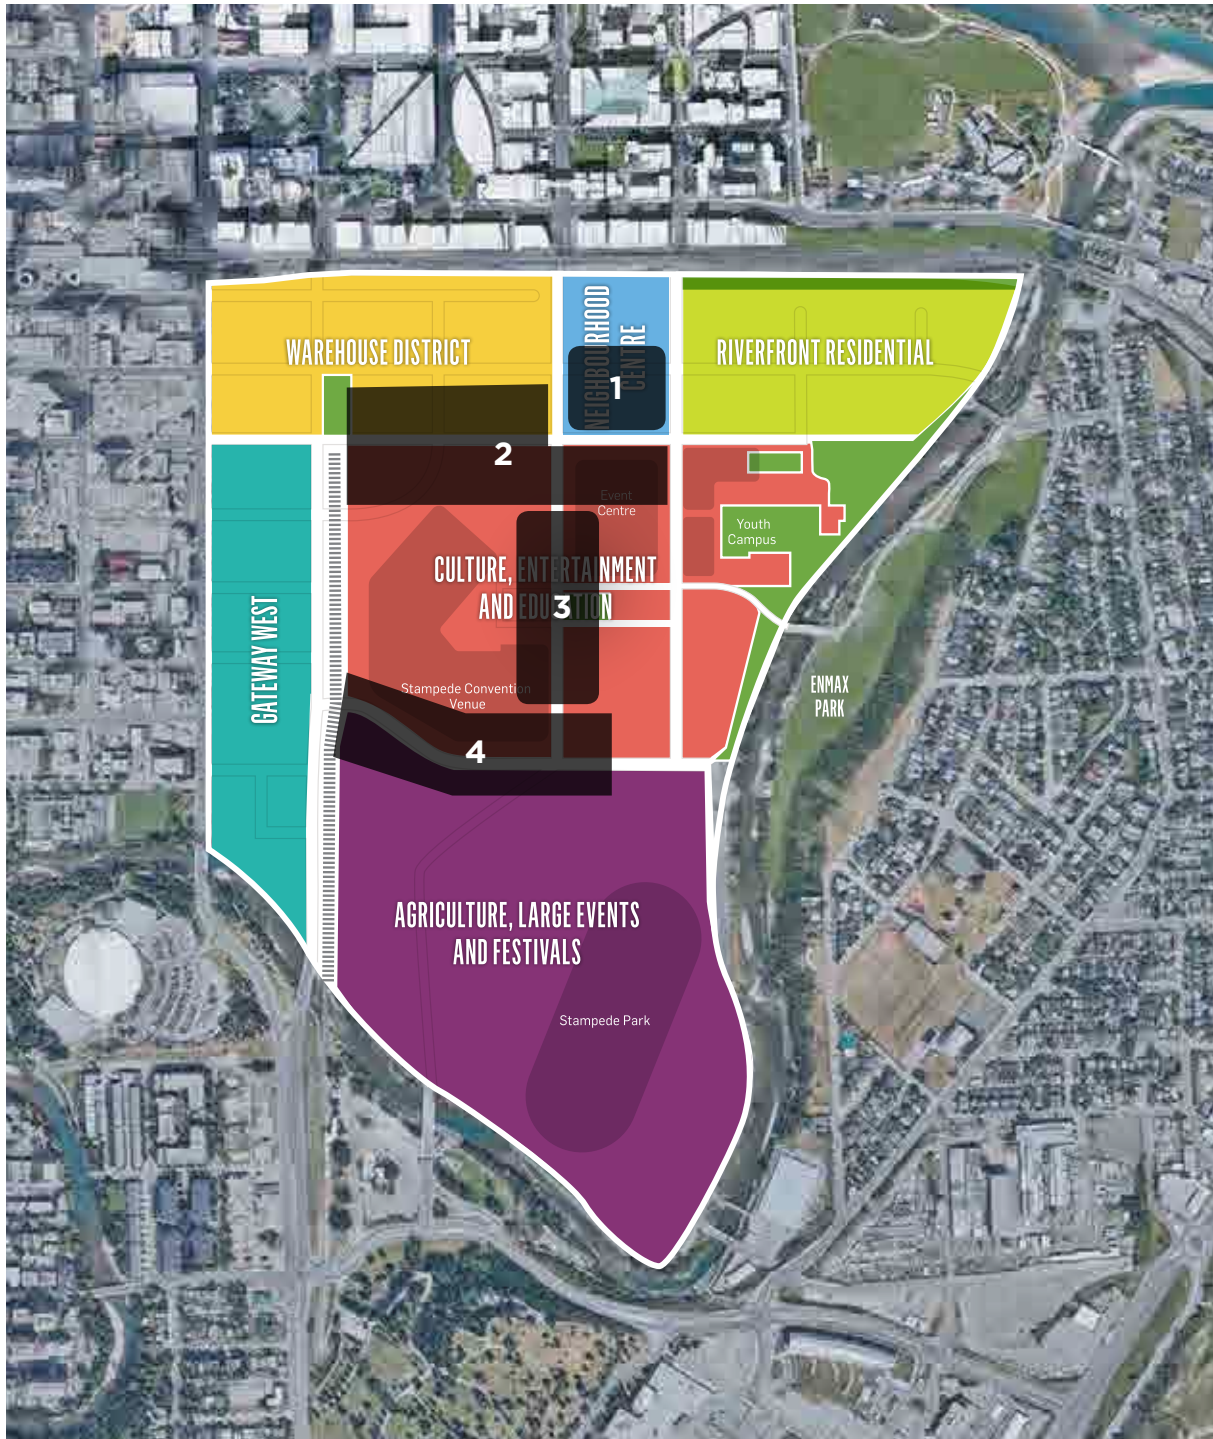 WAREHOUSE DISTRICT
NEIGHBOURHOOD
CENTRE
RIVERFRONT RESIDENTIAL
1
2
Event
Centre
Youth
Campus
CULTURE, ENTERTAINMENT
AND EDUCATION
3
GATEWAY WEST
Stampede Convention
Venue
ENMAX
PARK
4
AGRICULTURE, LARGE EVENTS
AND FESTIVALS
Stampede Park